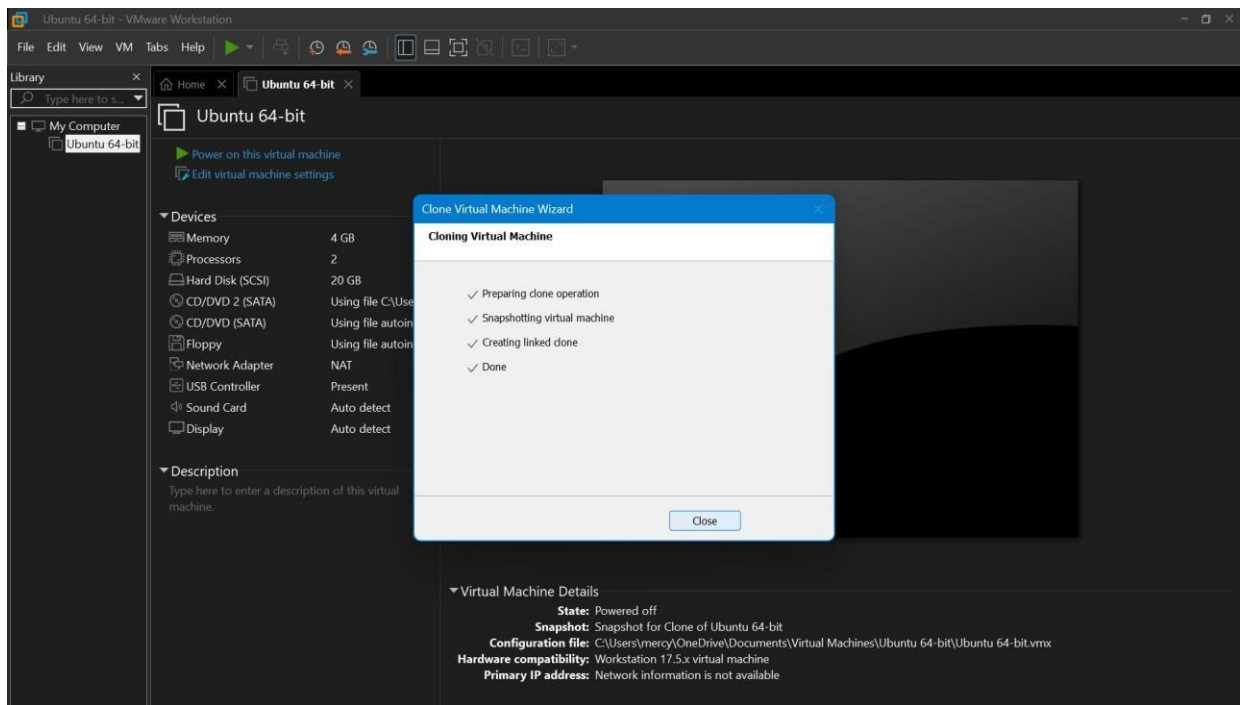 Ubuntu 64-bit - VMware Workstation
File Edit View VM Tabs Help
Library
Type here to s...
My Computer
Ubuntu 64-bit
Home
Ubuntu 64-bit
Ubuntu 64-bit
Power on this virtual machine
Edit virtual machine settings
Devices
Memory 4 GB
Processors 2
Hard Disk (SCSI) 20 GB
CD/DVD 2 (SATA) Using file C:\Use
CD/DVD (SATA) Using file autoin
Floppy Using file autoin
Network Adapter NAT
USB Controller Present
Sound Card Auto detect
Display Auto detect
Description
Type here to enter a description of this virtual
machine.
Clone Virtual Machine Wizard
Cloning Virtual Machine
Preparing clone operation
Snapshotting virtual machine
Creating linked clone
Done
Close
Virtual Machine Details
State: Powered off
Snapshot: Snapshot for Clone of Ubuntu 64-bit
Configuration file: C:\Users\mercy\OneDrive\Documents\Virtual Machines\Ubuntu 64-bit\Ubuntu 64-bit.vmx
Hardware compatibility: Workstation 17.5.x virtual machine
Primary IP address: Network information is not available